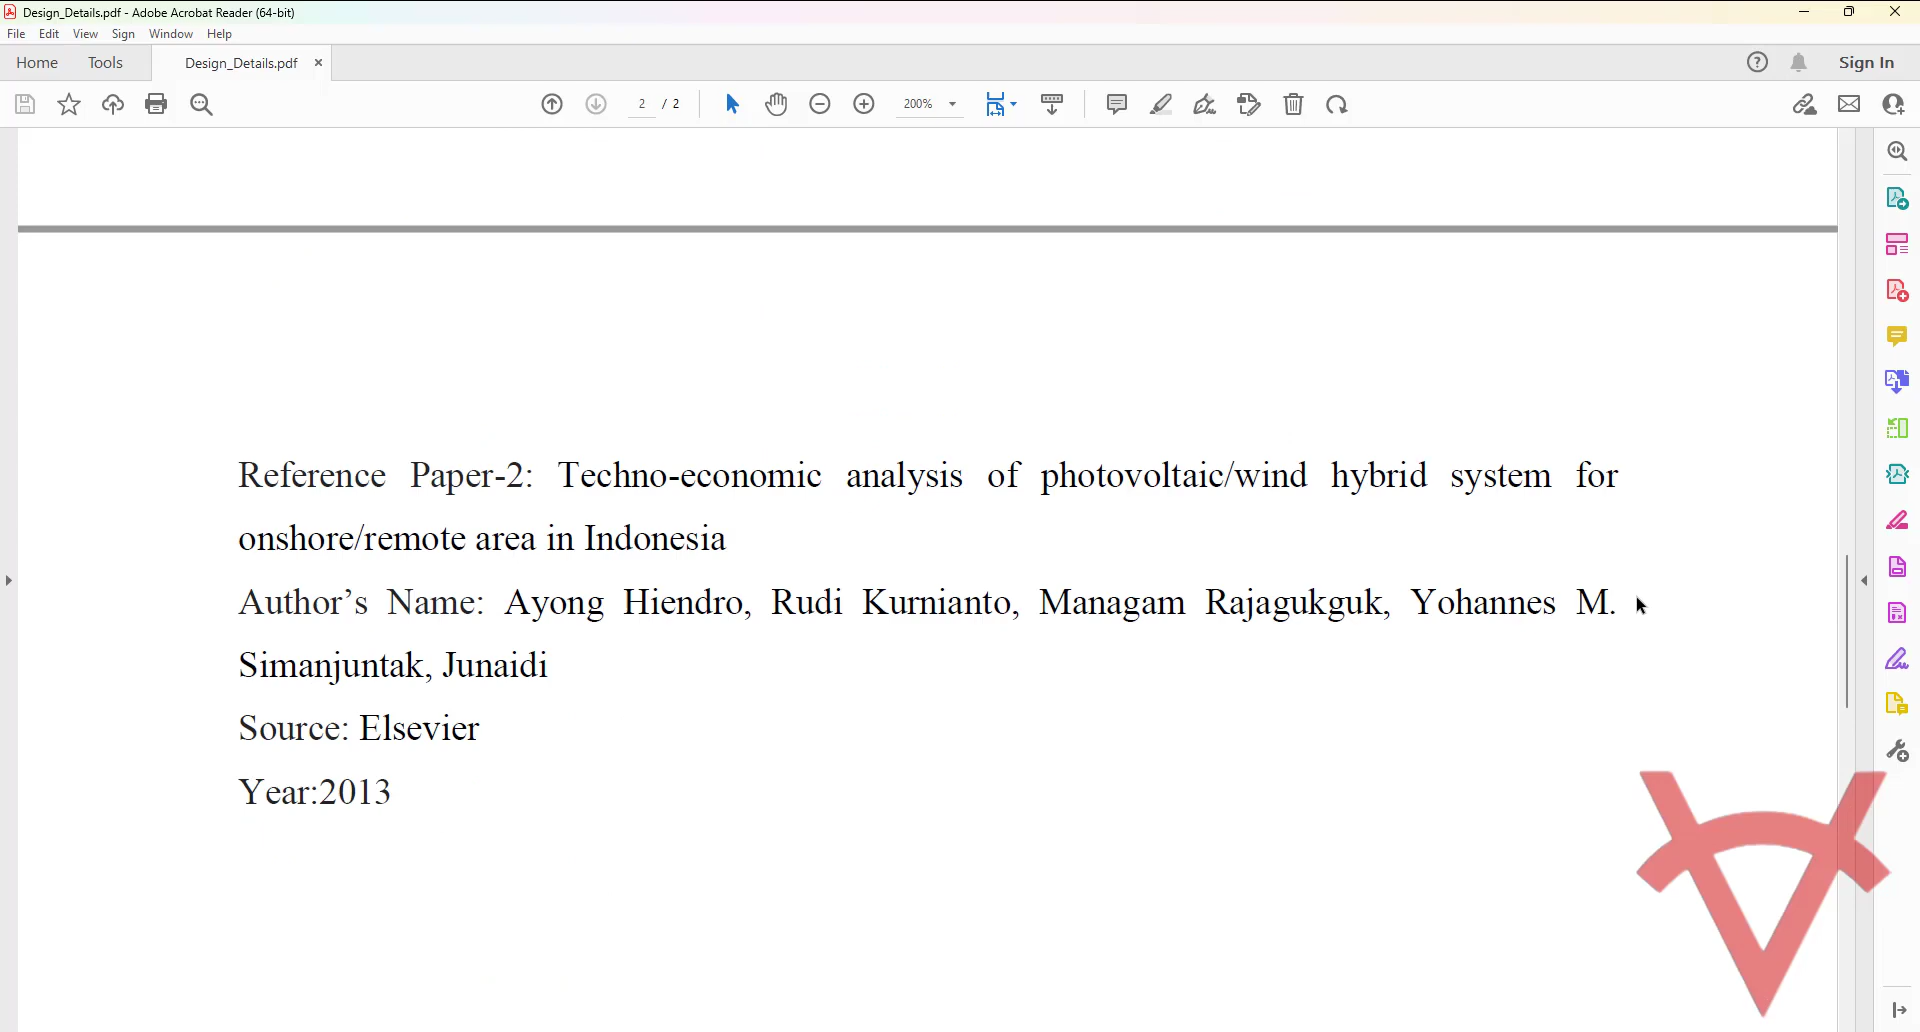 Design_Details.pdf - Adobe Acrobat Reader (64-bit)
File Edit View Sign Window Help
Home Tools Design_Details.pdf Sign In
2 / 2 200%
Reference Paper-2: Techno-economic analysis of photovoltaic/wind hybrid system for
onshore/remote area in Indonesia
Author’s Name: Ayong Hiendro, Rudi Kurnianto, Managam Rajagukguk, Yohannes M.
Simanjuntak, Junaidi
Source: Elsevier
Year:2013